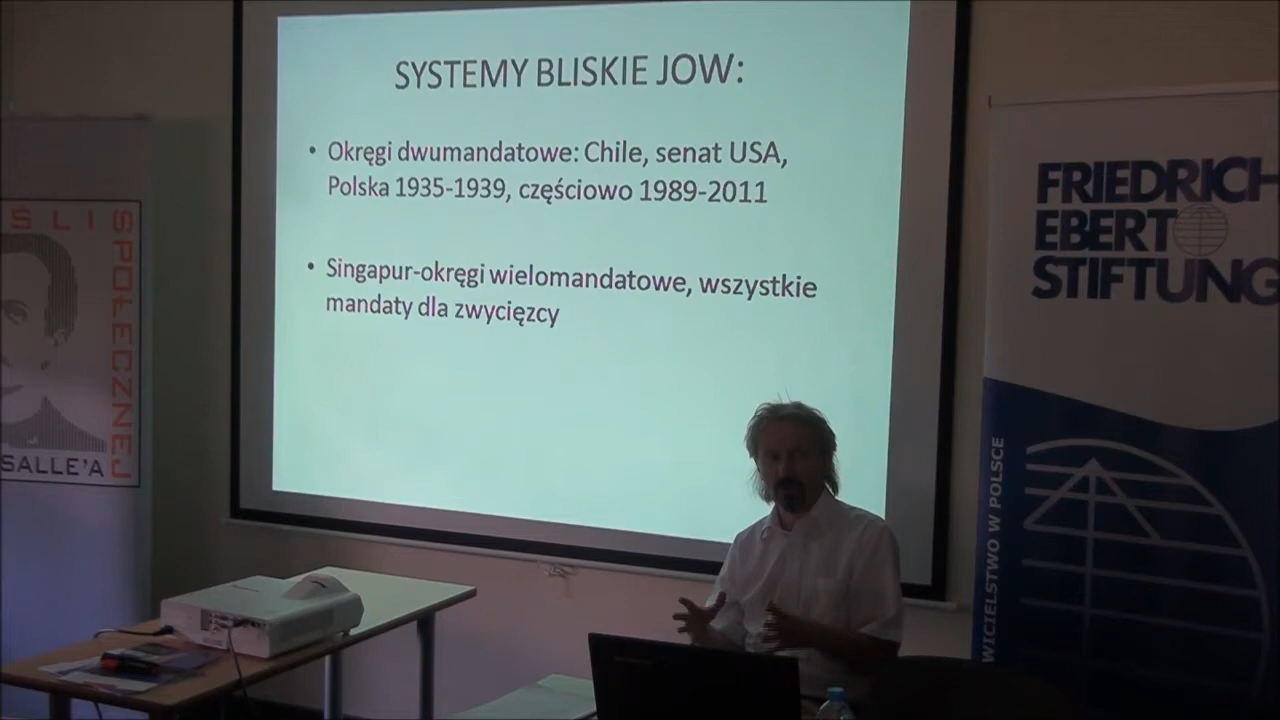 SYSTEMY BLISKIE JOW:
• Okręgi dwumandatowe: Chile, senat USA,
Polska 1935-1939, częściowo 1989-2011
• Singapur-okręgi wielomandatowe, wszystkie
mandaty dla zwycięzcy
ŚLI
SPOŁECZNEJ
SALLE'A
FRIEDRICH
EBERT
STIFTUNG
WICIELSTWO W POLSCE